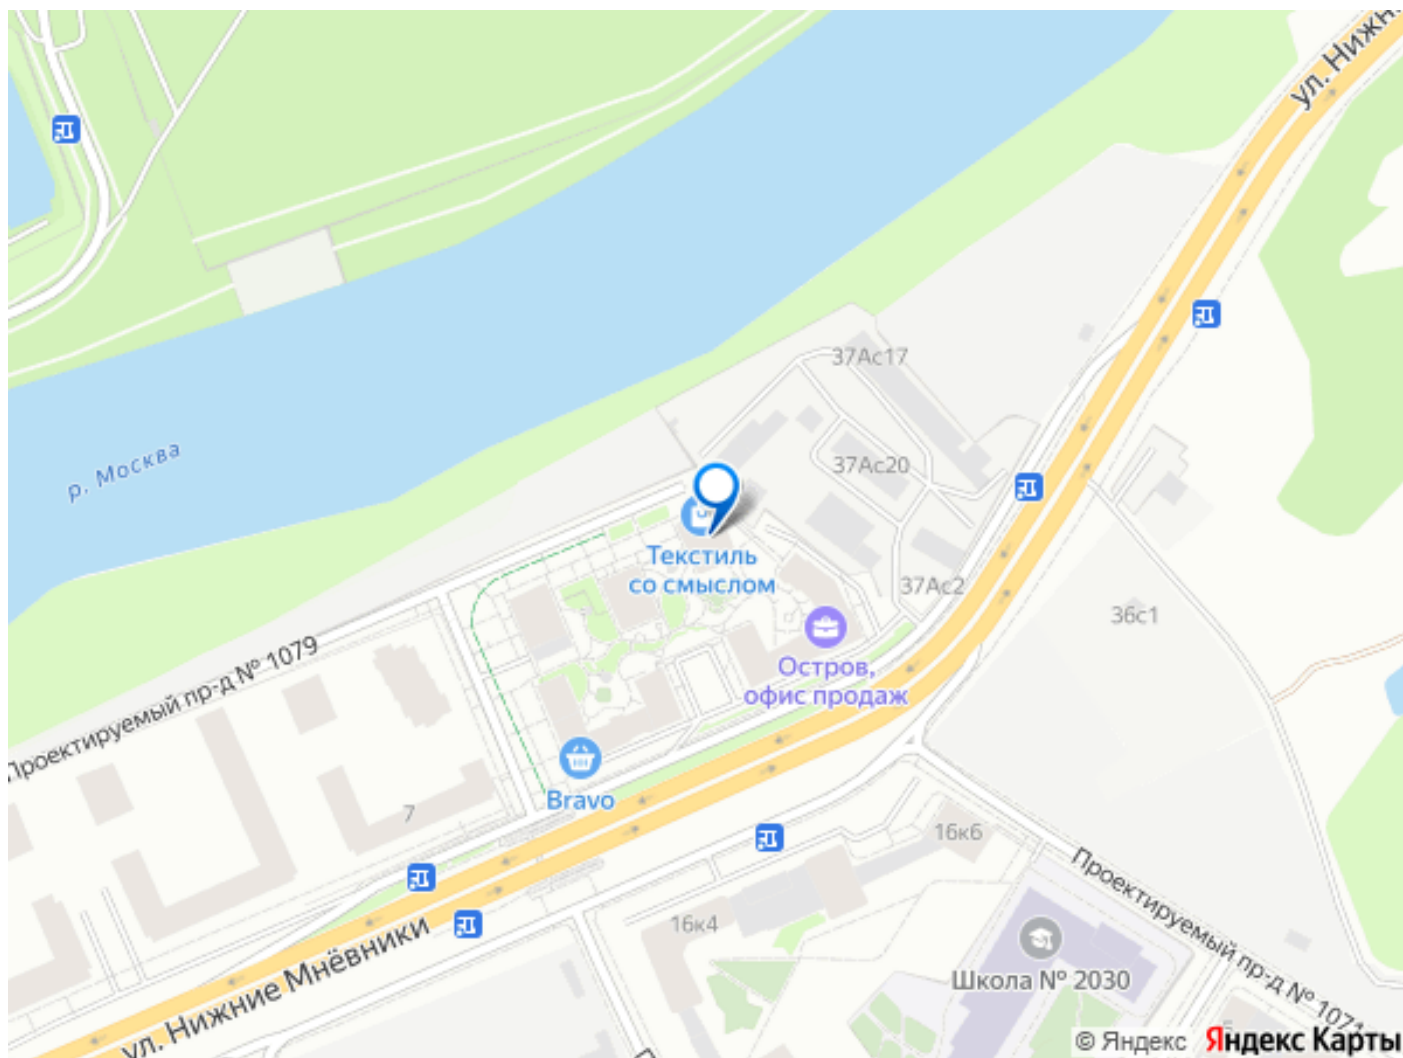 ул. Нижн
37Ас17
р. Москва
37Ас20
Текстиль
со смыслом
37Ас2
36с1
Проектируемый пр-д № 1079
Остров,
офис продаж
Bravo
7
16к6
Проектируемый пр-д № 1071
16к4
ул. Нижние Мнёвники
Школа № 2030
© Яндекс Яндекс Карты